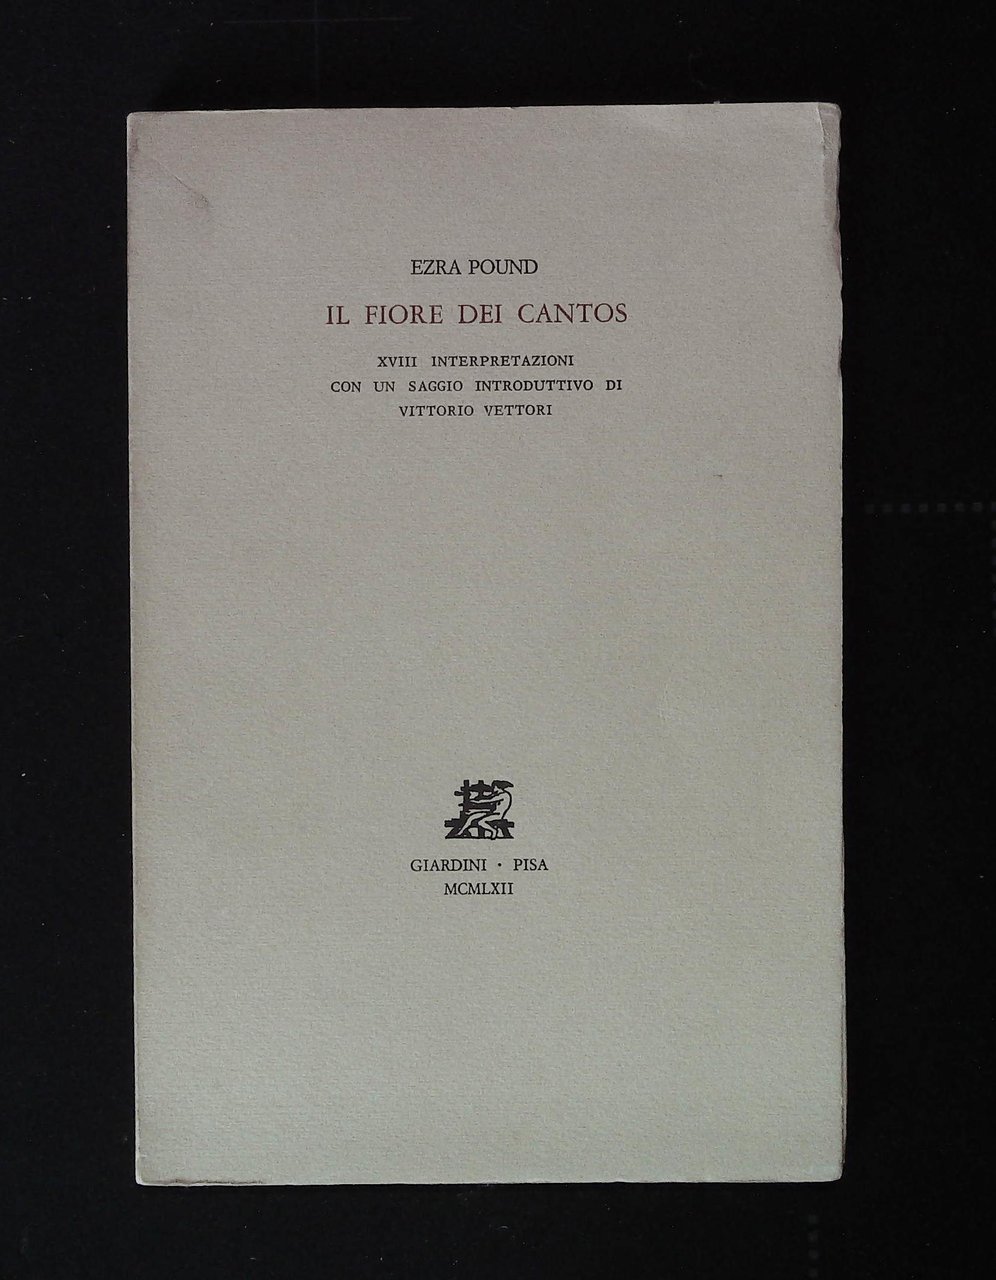 EZRA POUND
IL FIORE DEI CANTOS
XVIII INTERPRETAZIONI
CON UN SAGGIO INTRODUTTIVO DI
VITTORIO VETTORI
GIARDINI · PISA
MCMLXII